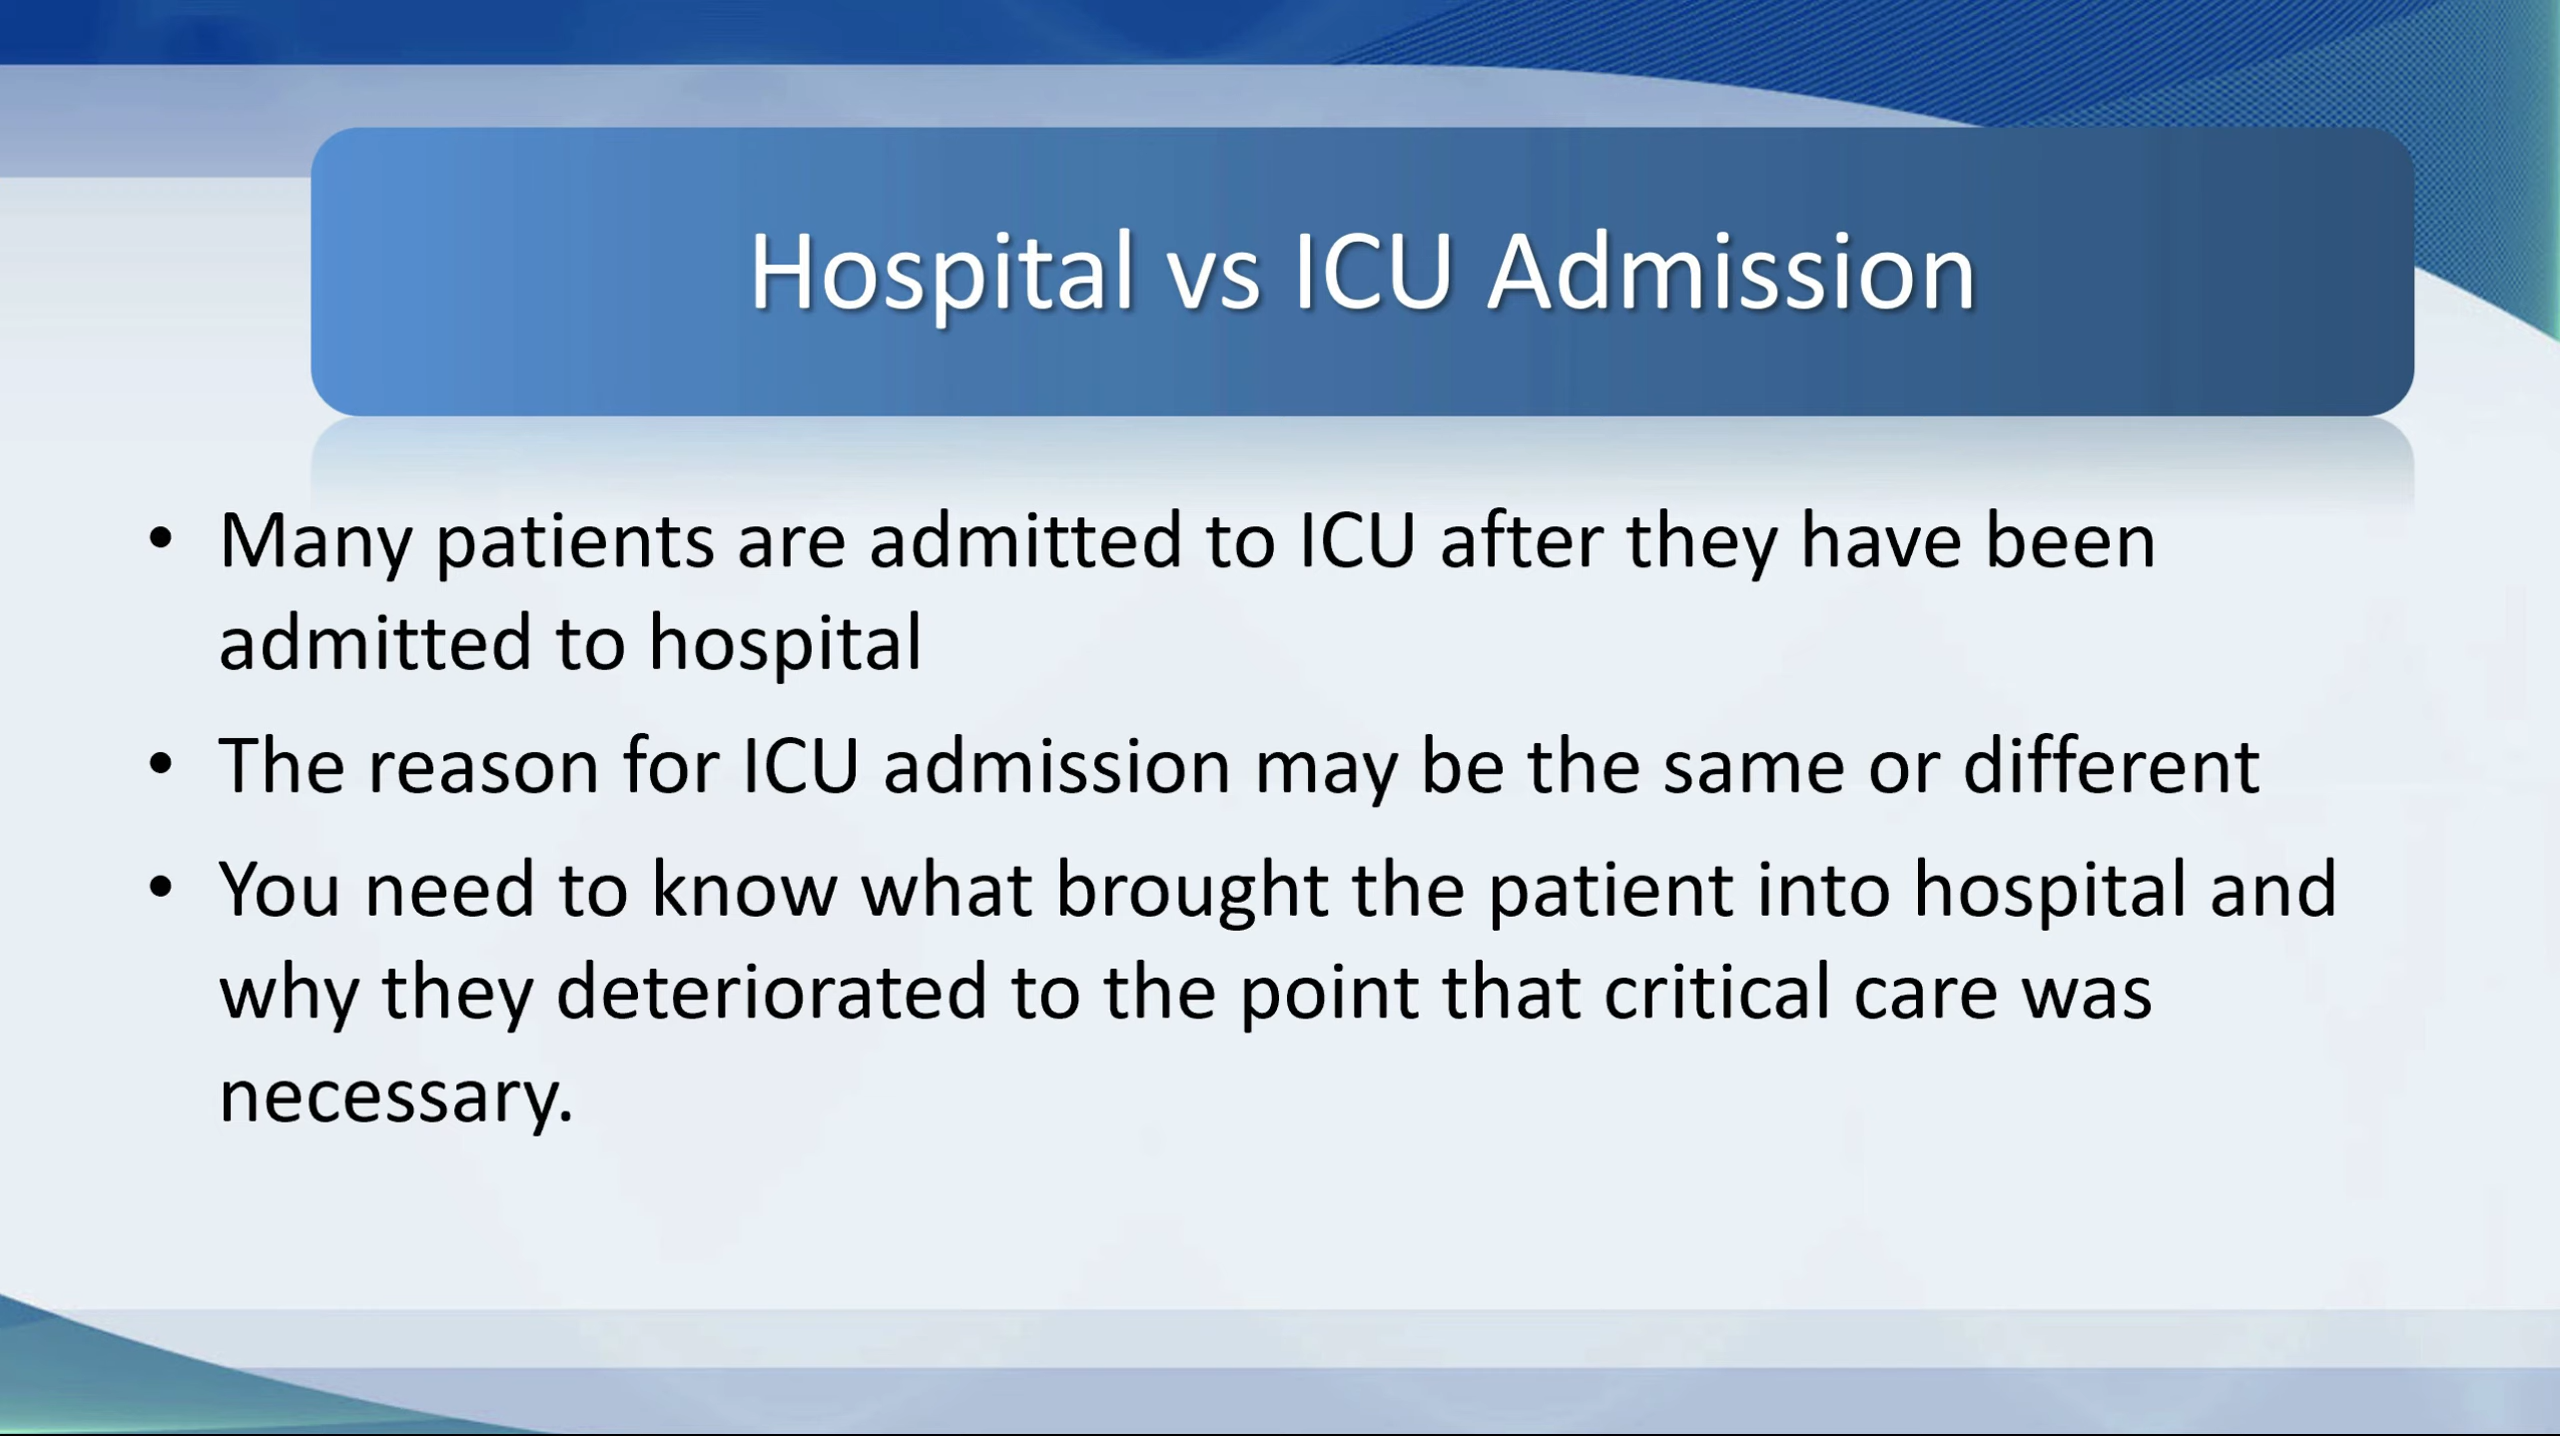 Hospital vs ICU Admission
• Many patients are admitted to ICU after they have been
admitted to hospital
• The reason for ICU admission may be the same or different
• You need to know what brought the patient into hospital and
why they deteriorated to the point that critical care was
necessary.